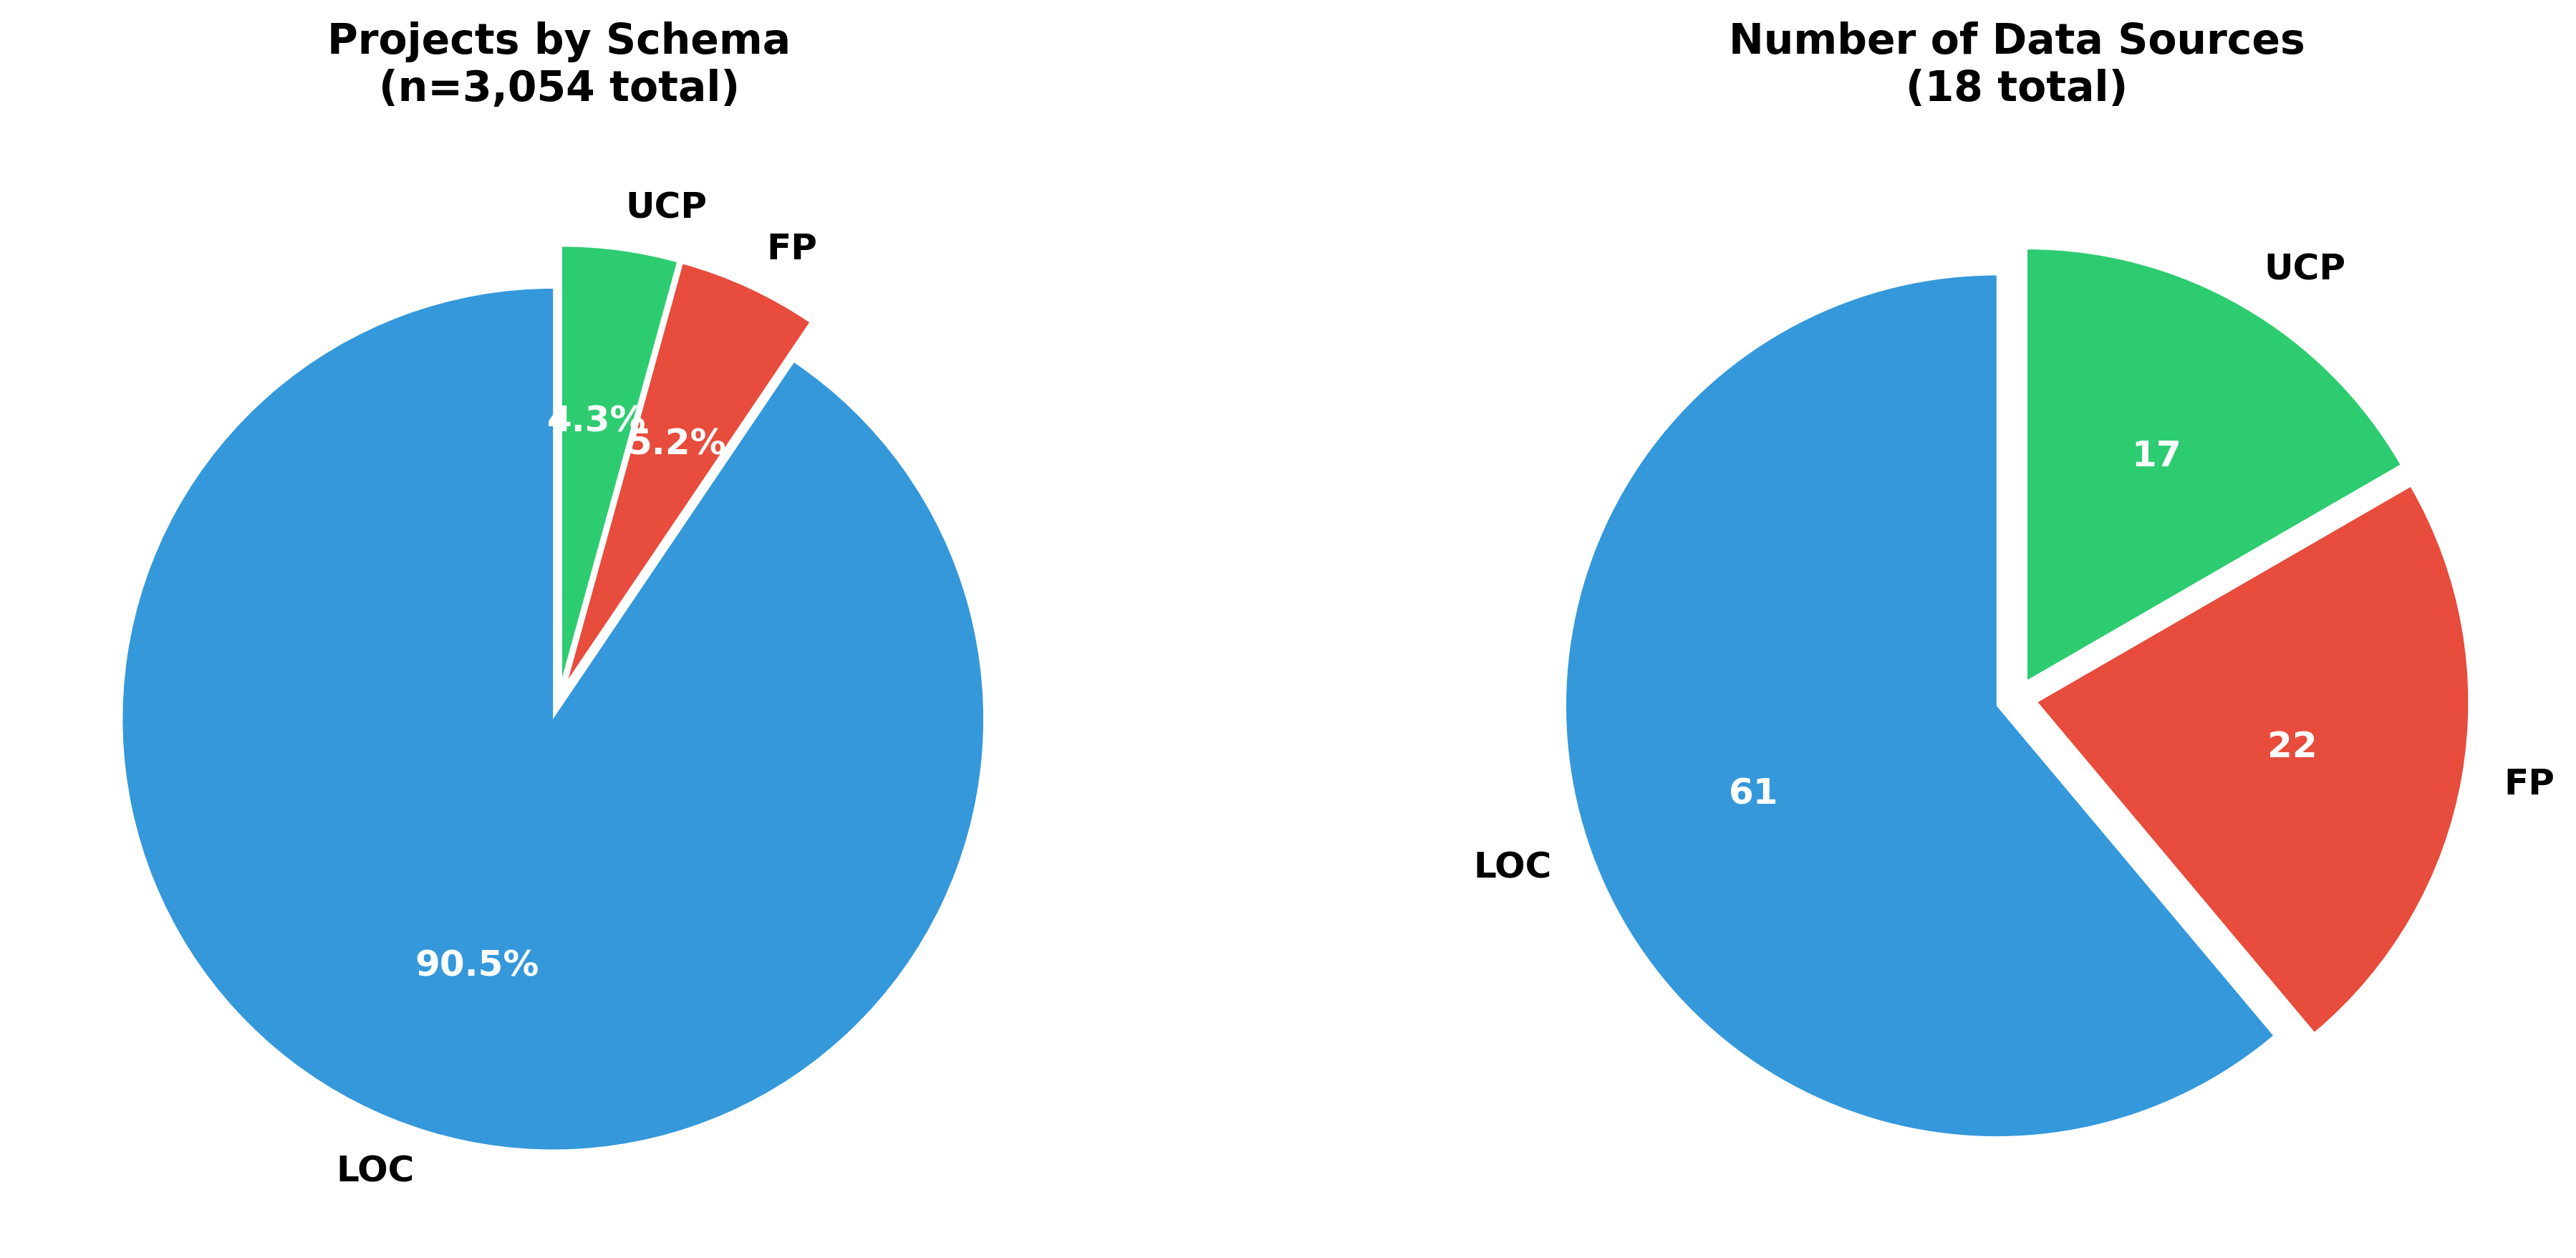 Projects by Schema
(n=3,054 total)
UCP
FP
4.3%
5.2%
90.5%
LOC
Number of Data Sources
(18 total)
UCP
17
22
FP
61
LOC